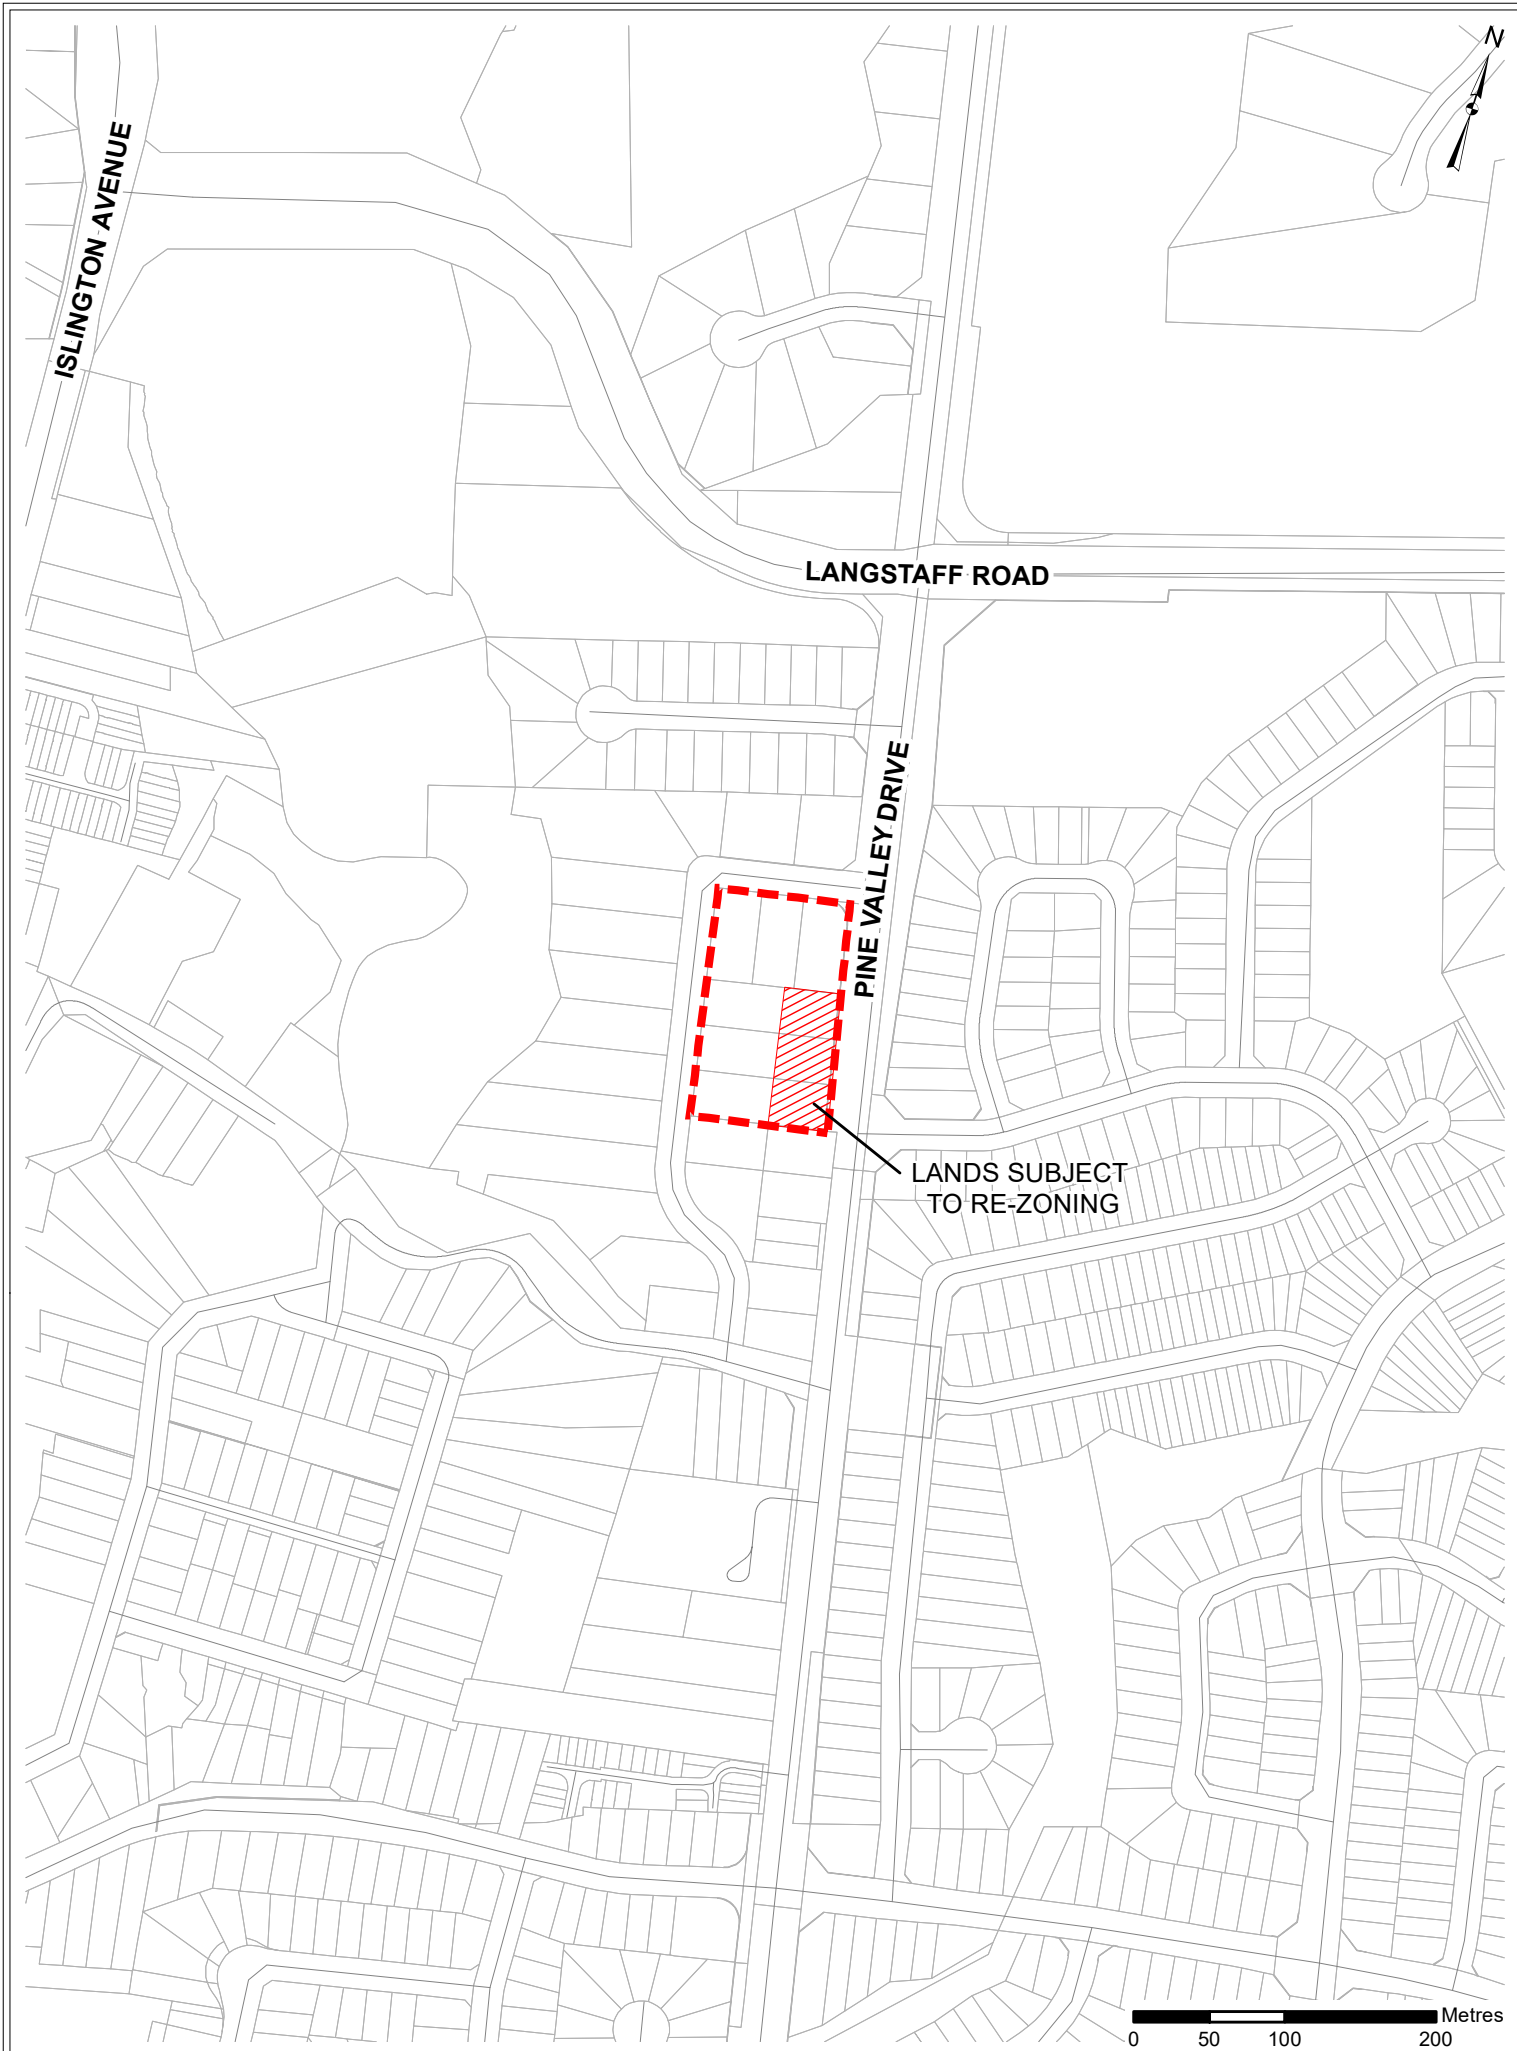 N
ISLINGTON AVENUE
LANGSTAFF ROAD
PINE VALLEY DRIVE
LANDS SUBJECT
TO RE-ZONING
Metres
0 50 100 200